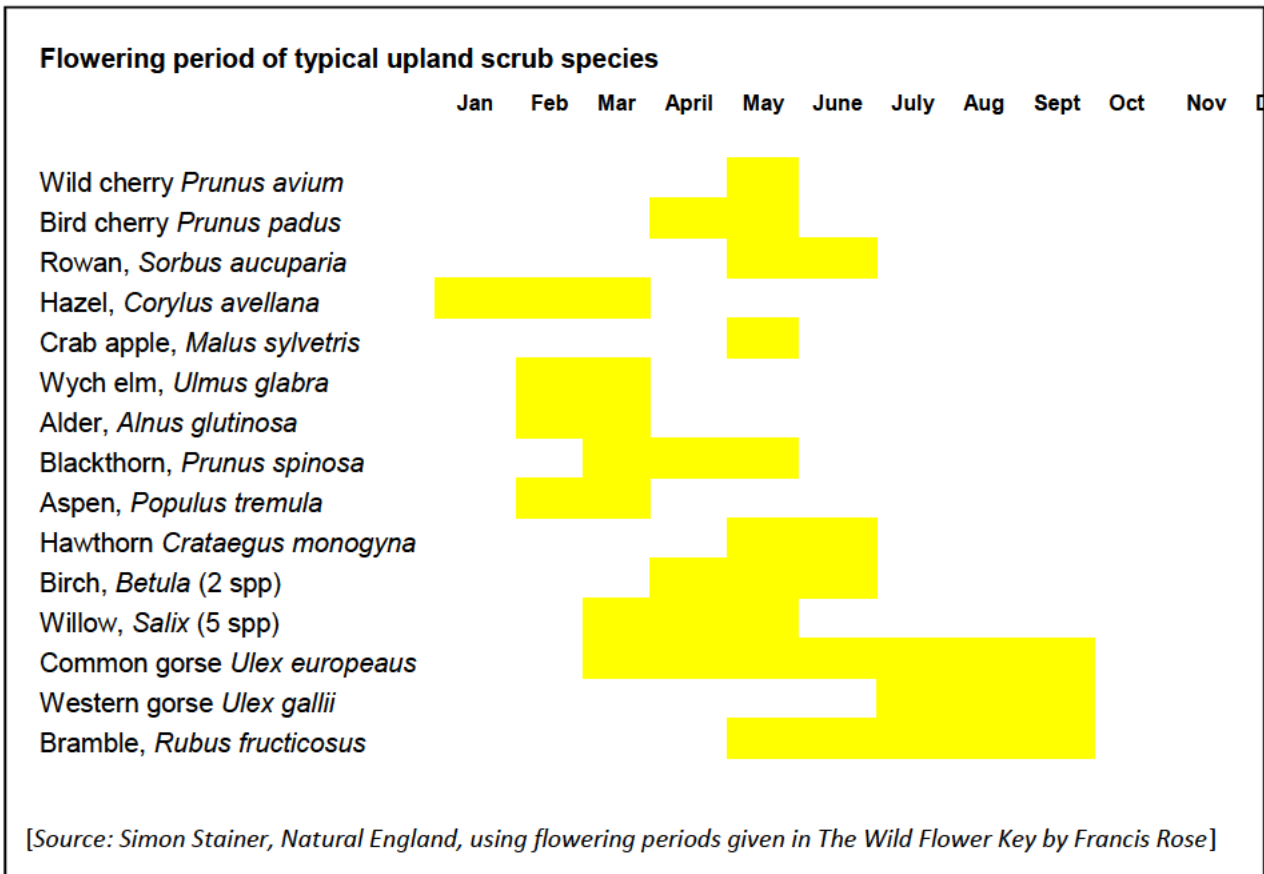 Flowering period of typical upland scrub species
Jan Feb Mar April May June July Aug Sept Oct Nov
Wild cherry Prunus avium
Bird cherry Prunus padus
Rowan, Sorbus aucuparia
Hazel, Corylus avellana
Crab apple, Malus sylvetris
Wych elm, Ulmus glabra
Alder, Alnus glutinosa
Blackthorn, Prunus spinosa
Aspen, Populus tremula
Hawthorn Crataegus monogyna
Birch, Betula (2 spp)
Willow, Salix (5 spp)
Common gorse Ulex europeaus
Western gorse Ulex gallii
Bramble, Rubus fructicosus
[Source: Simon Stainer, Natural England, using flowering periods given in The Wild Flower Key by Francis Rose]